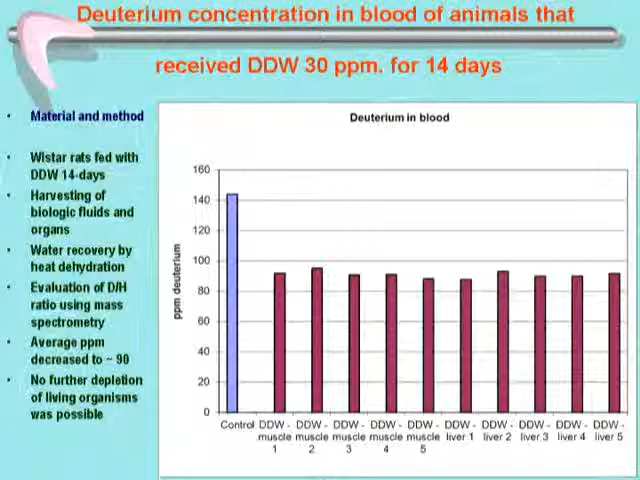 Deuterium concentration in blood of animals that
received DDW 30 ppm. for 14 days
• Material and method
• Wistar rats fed with
DDW 14-days
• Harvesting of
biologic fluids and
organs
• Water recovery by
heat dehydration
• Evaluation of D/H
ratio using mass
spectrometry
• Average ppm
decreased to ~ 90
• No further depletion
of living organisms
was possible
Deuterium in blood
ppm deuterium
160
140
120
100
80
60
40
20
0
Control
DDW -
muscle
1
DDW -
muscle
2
DDW -
muscle
3
DDW -
muscle
4
DDW -
muscle
5
DDW -
liver 1
DDW -
liver 2
DDW -
liver 3
DDW -
liver 4
DDW -
liver 5